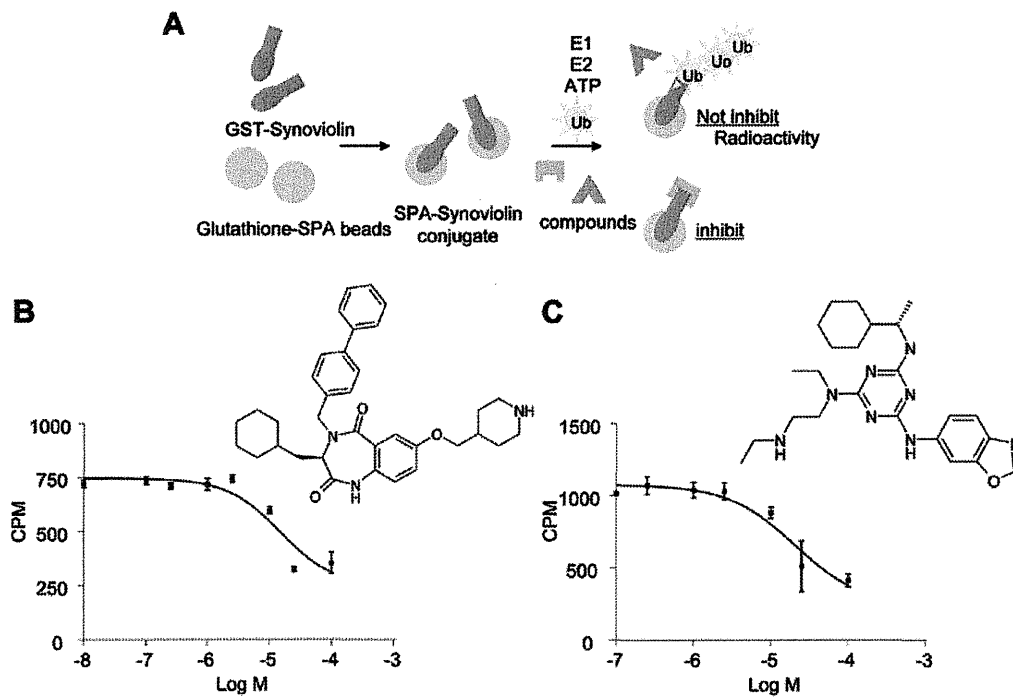 A
GST-Synoviolin
Glutathione-SPA beads
SPA-Synoviolin
conjugate
E1
E2
ATP
Ub
compounds
Ub
Ub
Ub
Not inhibit
Radioactivity
inhibit
B
O
N
O
NH
O
NH
1000
750
500
250
0
CPM
-8
-7
-6
-5
-4
-3
Log M
C
N
N
N
N
N
NH
N
H
O
1500
1000
500
0
CPM
-7
-6
-5
-4
-3
Log M